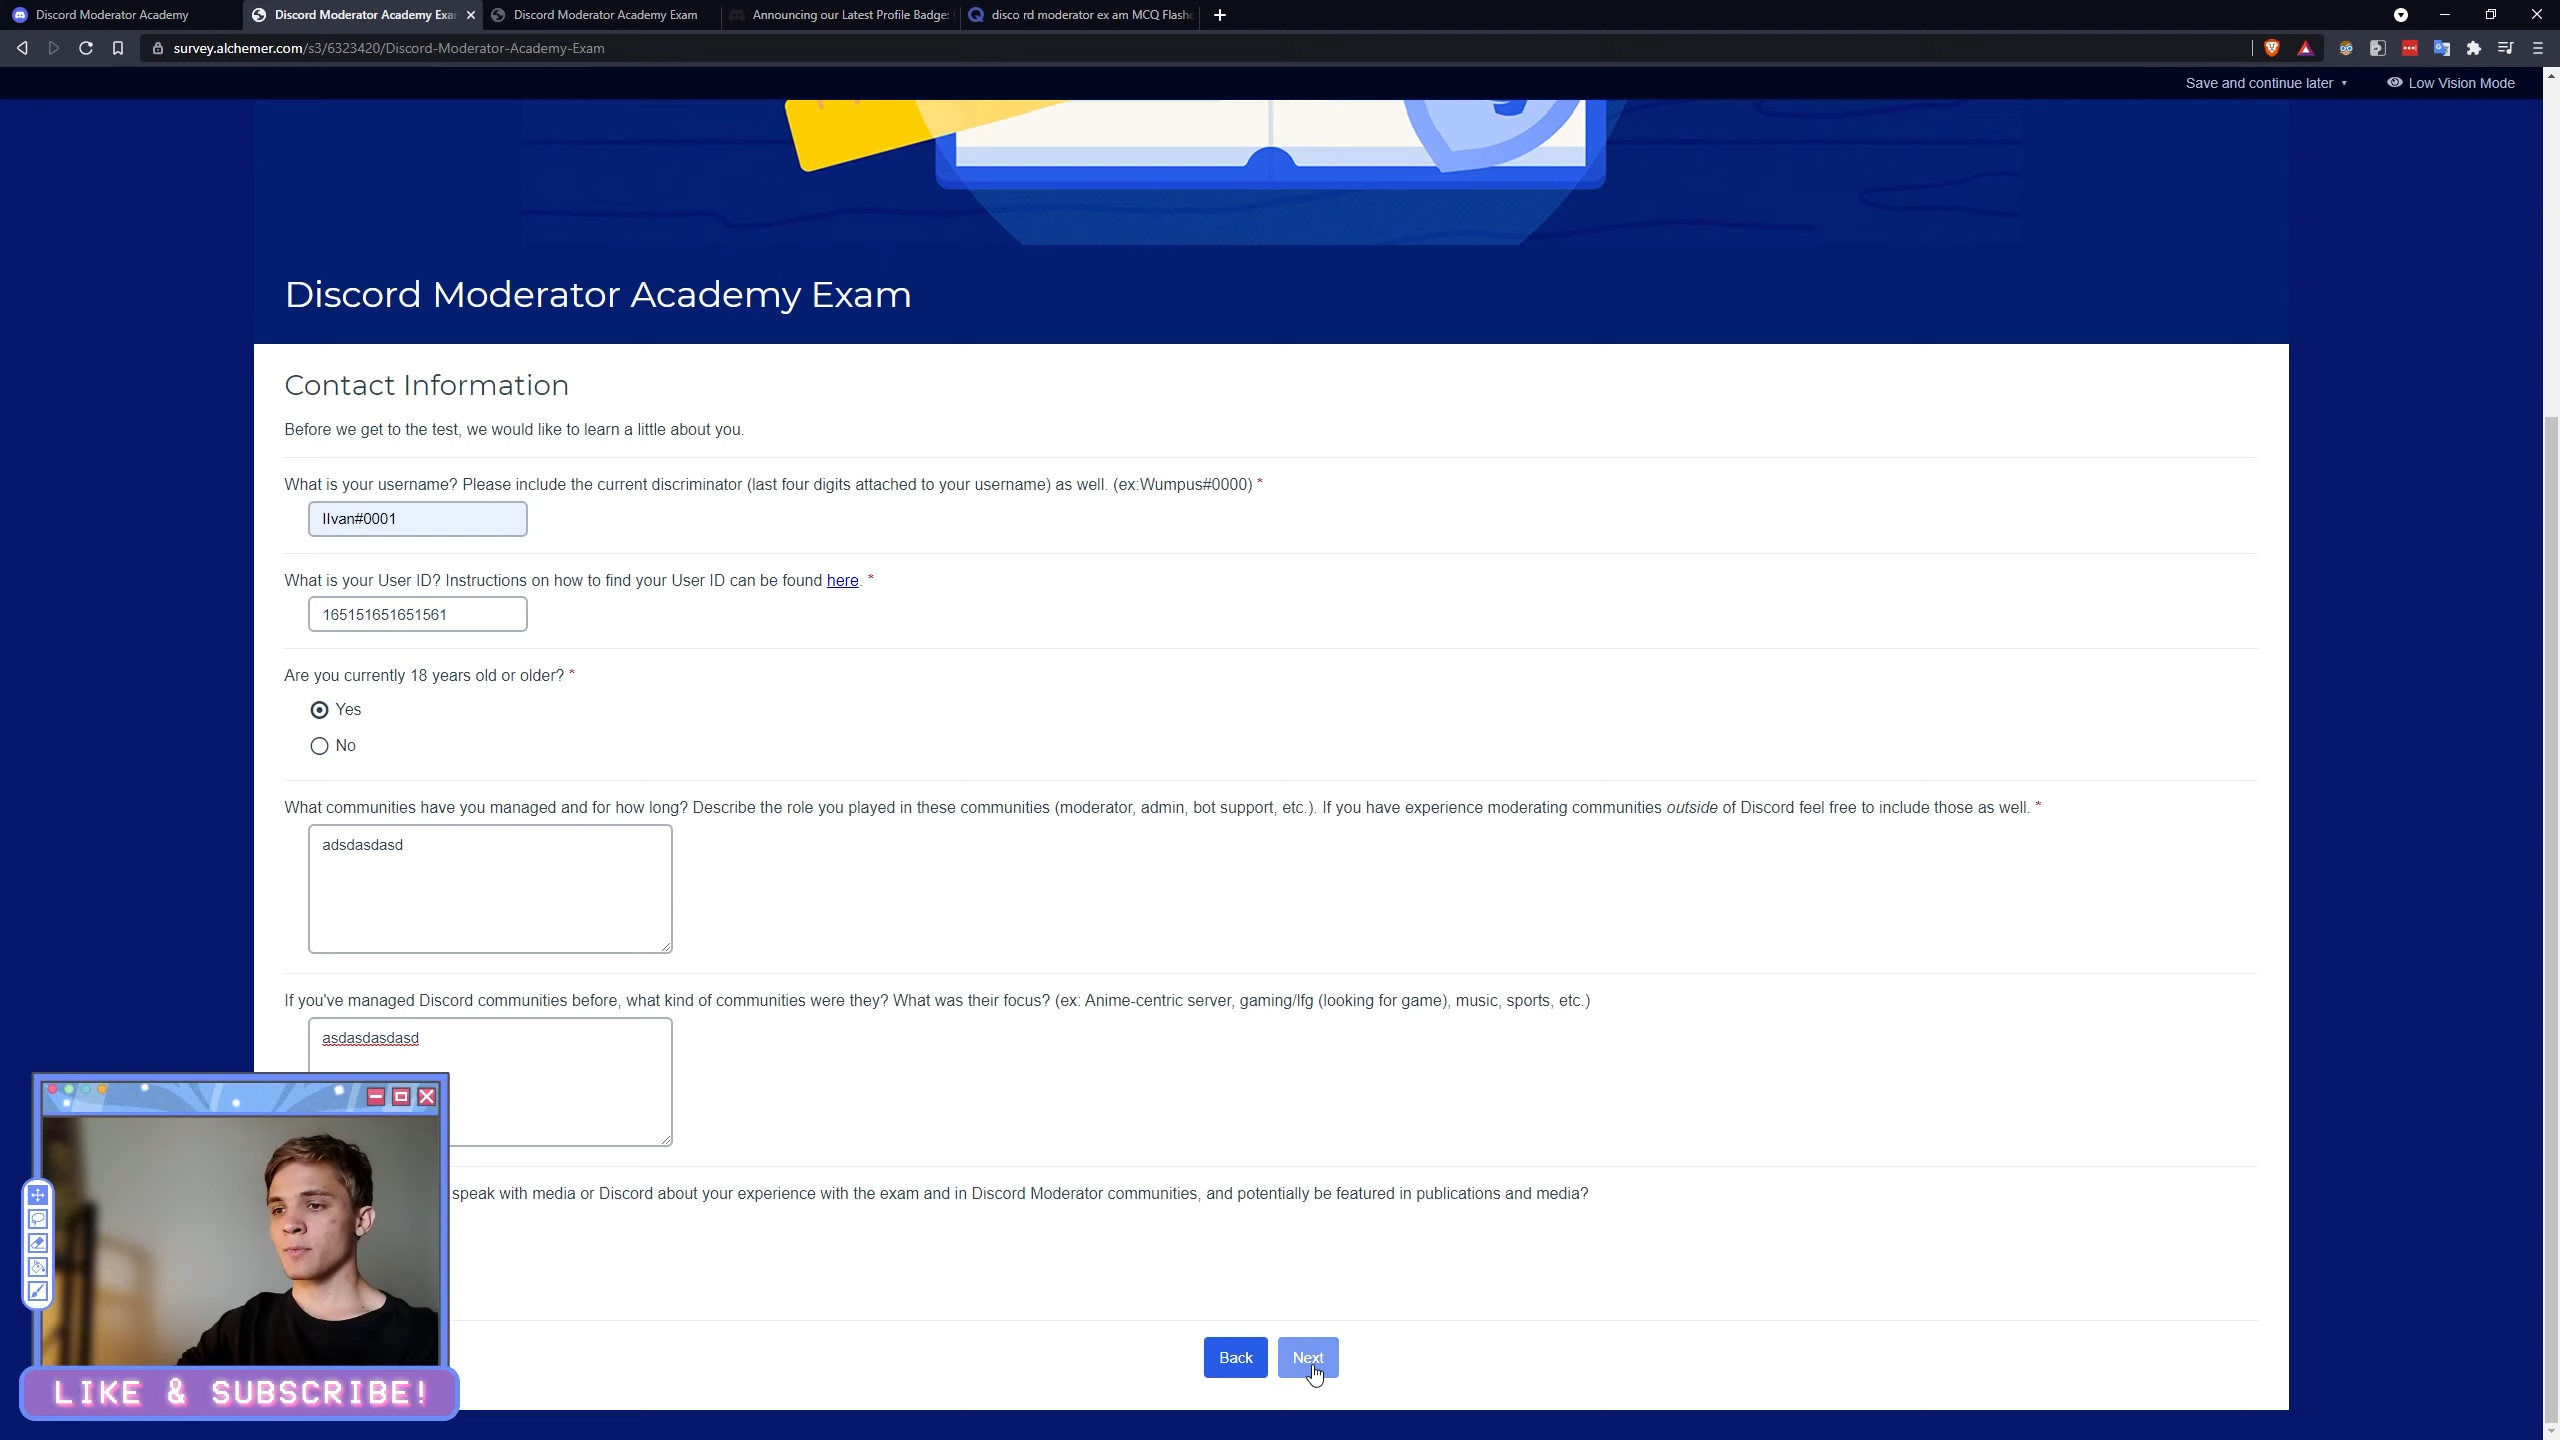 Discord Moderator Academy
Discord Moderator Academy Exar
Discord Moderator Academy Exam
Announcing our Latest Profile Badge:
disco rd moderator ex am MCQ Flashc
survey.alchemer.com/s3/6323420/Discord-Moderator-Academy-Exam
Save and continue later
Low Vision Mode
Discord Moderator Academy Exam
Contact Information
Before we get to the test, we would like to learn a little about you.
What is your username? Please include the current discriminator (last four digits attached to your username) as well. (ex:Wumpus#0000) *
IIvan#0001
What is your User ID? Instructions on how to find your User ID can be found here. *
165151651651561
Are you currently 18 years old or older? *
Yes
No
What communities have you managed and for how long? Describe the role you played in these communities (moderator, admin, bot support, etc.). If you have experience moderating communities outside of Discord feel free to include those as well. *
adsdasdasd
If you've managed Discord communities before, what kind of communities were they? What was their focus? (ex: Anime-centric server, gaming/lfg (looking for game), music, sports, etc.)
asdasdasdasd
speak with media or Discord about your experience with the exam and in Discord Moderator communities, and potentially be featured in publications and media?
Back
Next
LIKE & SUBSCRIBE!